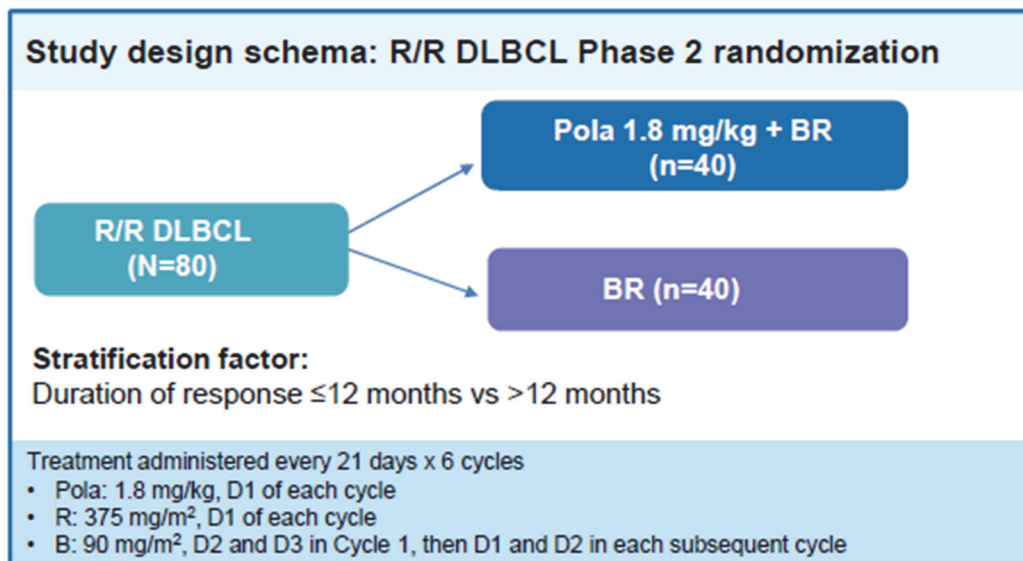 Study design schema: R/R DLBCL Phase 2 randomization
Pola 1.8 mg/kg + BR
(n=40)
R/R DLBCL
(N=80)
BR (n=40)
Stratification factor:
Duration of response ≤12 months vs >12 months
Treatment administered every 21 days x 6 cycles
• Pola: 1.8 mg/kg, D1 of each cycle
• R: 375 mg/m², D1 of each cycle
• B: 90 mg/m², D2 and D3 in Cycle 1, then D1 and D2 in each subsequent cycle